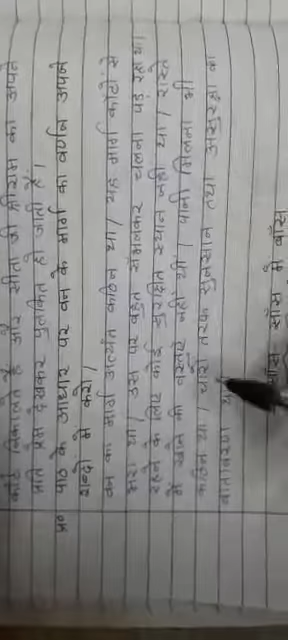 काँटे निकालते हैं और सीता जी श्रीराम का अपने
प्रति प्रेम देखकर पुलकित हो जाती हैं।
प्र० पाठ के आधार पर वन के मार्ग का वर्णन अपने
शब्दों में करो।
वन का मार्ग अत्यंत कठिन था। यह मार्ग काँटों से
भरा था। उस पर बहुत सँभलकर चलना पड़ रहा था।
रहने के लिए कोई सुरक्षित स्थान नहीं था। रास्ते
में खाने की वस्तुएँ नहीं थीं। पानी मिलना भी
कठिन था। चारों तरफ सुनसान तथा असुरक्षा का
वातावरण